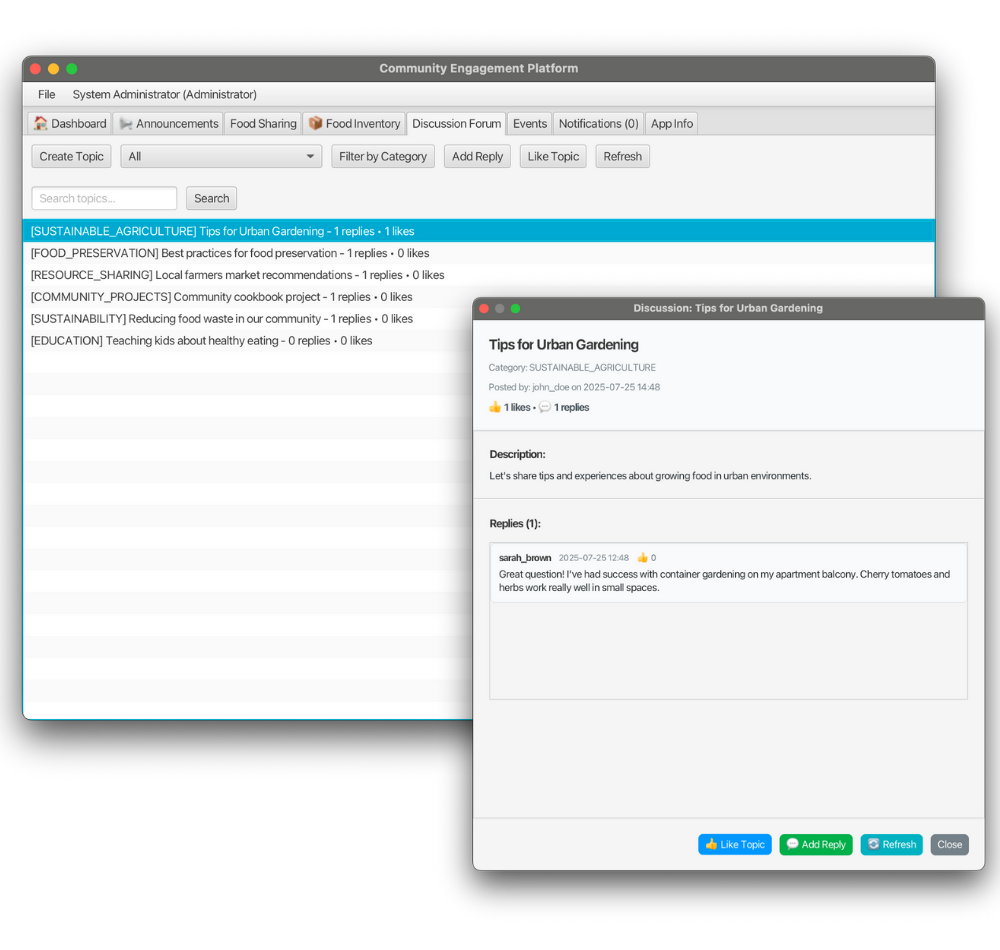 Community Engagement Platform
File System Administrator (Administrator)
Dashboard Announcements Food Sharing Food Inventory Discussion Forum Events Notifications (0) App Info
Create Topic All Filter by Category Add Reply Like Topic Refresh
Search topics... Search
[SUSTAINABLE_AGRICULTURE] Tips for Urban Gardening - 1 replies • 1 likes
[FOOD_PRESERVATION] Best practices for food preservation - 1 replies • 0 likes
[RESOURCE_SHARING] Local farmers market recommendations - 1 replies • 0 likes
[COMMUNITY_PROJECTS] Community cookbook project - 1 replies • 0 likes
[SUSTAINABILITY] Reducing food waste in our community - 1 replies • 0 likes
[EDUCATION] Teaching kids about healthy eating - 0 replies • 0 likes
Discussion: Tips for Urban Gardening
Tips for Urban Gardening
Category: SUSTAINABLE_AGRICULTURE
Posted by: john_doe on 2025-07-25 14:48
👍 1 likes • 💬 1 replies
Description:
Let's share tips and experiences about growing food in urban environments.
Replies (1):
sarah_brown 2025-07-25 12:48 👍 0
Great question! I've had success with container gardening on my apartment balcony. Cherry tomatoes and
herbs work really well in small spaces.
👍 Like Topic 💬 Add Reply 🔄 Refresh Close